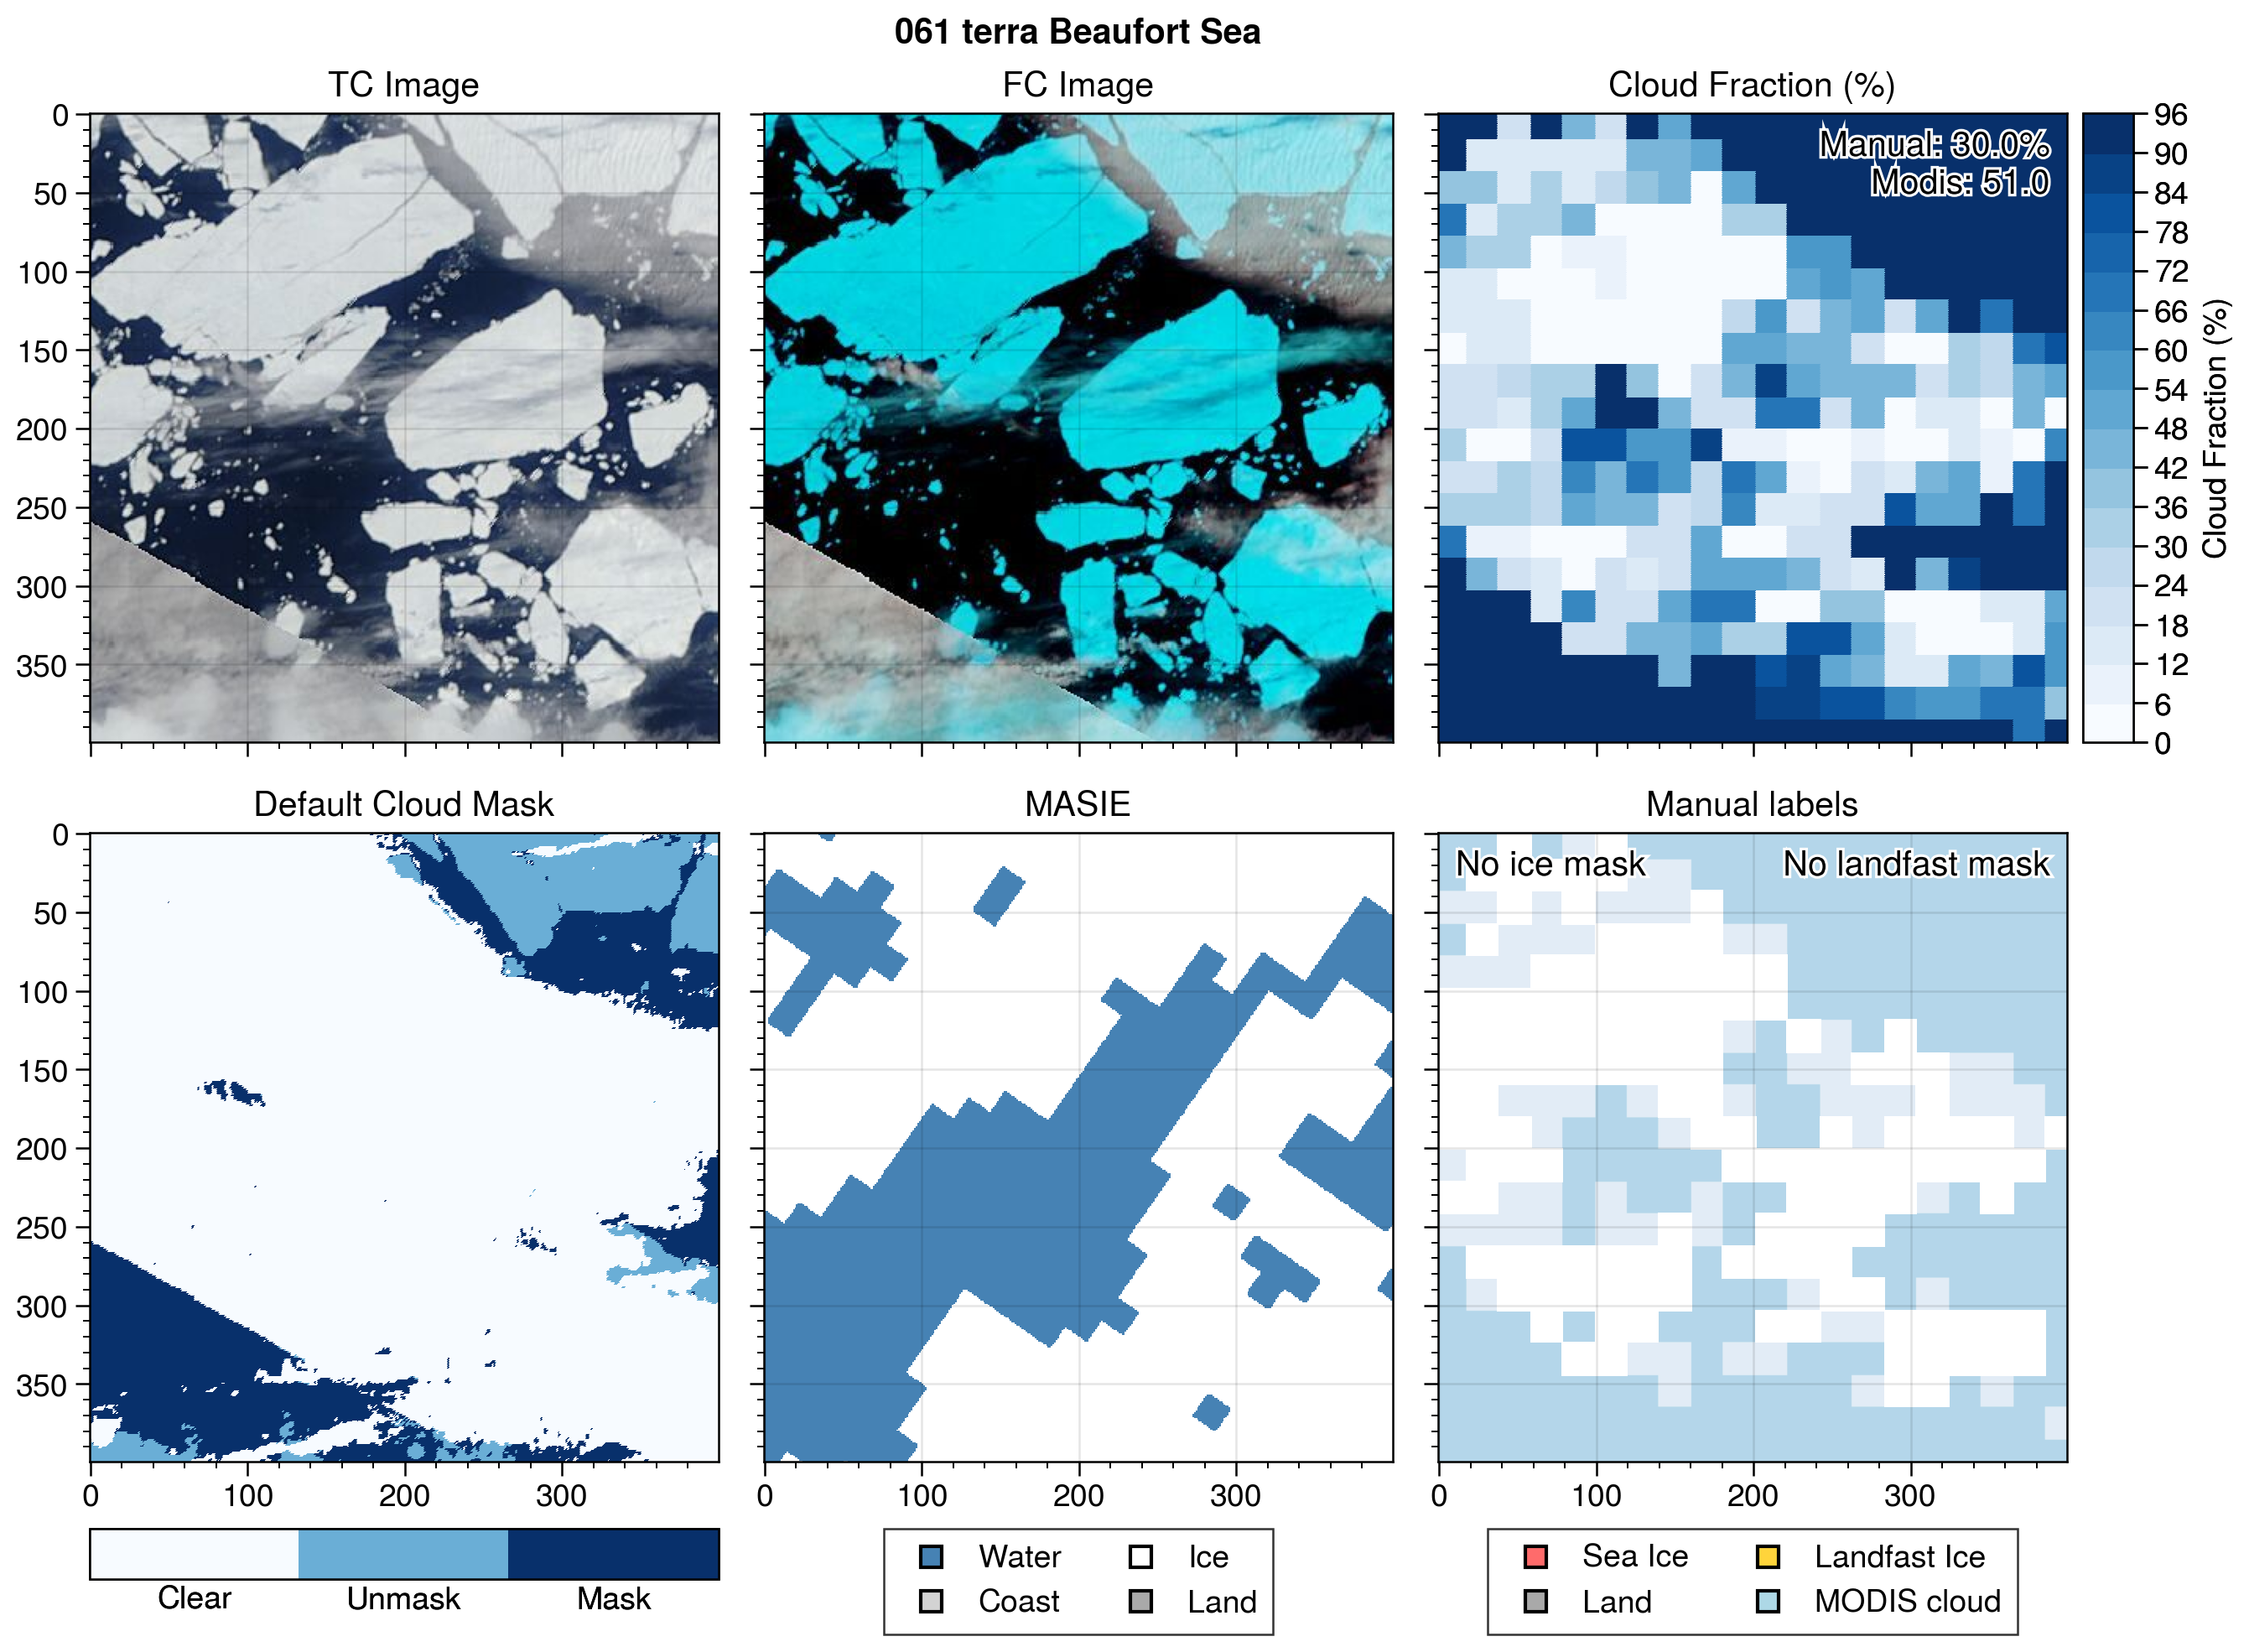 061 terra Beaufort Sea
TC Image
FC Image
Cloud Fraction (%)
0
50
100
150
200
250
300
350
Manual: 30.0%
Modis: 51.0
96
90
84
78
72
66
60
54
48
42
36
30
24
18
12
6
0
Cloud Fraction (%)
Default Cloud Mask
MASIE
Manual labels
0
50
100
150
200
250
300
350
0
100
200
300
0
100
200
300
No ice mask
No landfast mask
0
100
200
300
Clear
Unmask
Mask
Water
Ice
Coast
Land
Sea Ice
Landfast Ice
Land
MODIS cloud